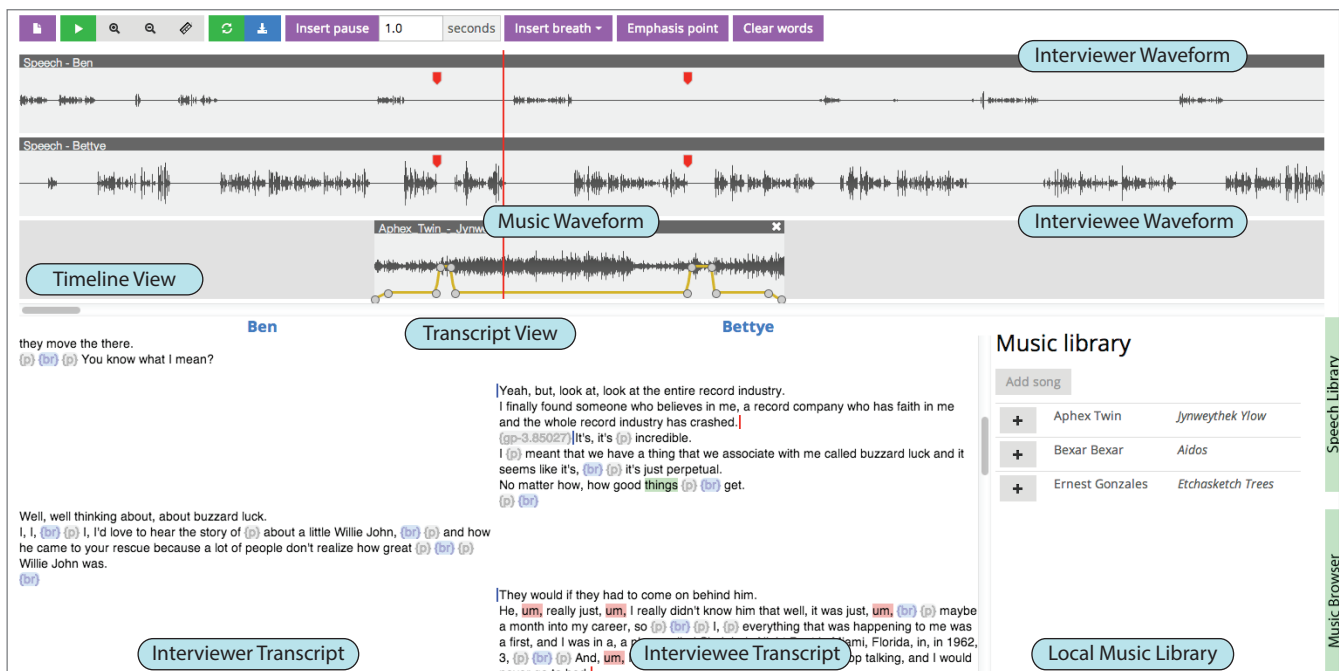 Insert pause 1.0 seconds Insert breath Emphasis point Clear words
Speech - Ben
Interviewer Waveform
Speech - Bettye
Music Waveform
Interviewee Waveform
Aphex_Twin_-_Jynw
Timeline View
Ben
Transcript View
Bettye
they move the there.
{p} {br} {p} You know what I mean?
Yeah, but, look at, look at the entire record industry.
I finally found someone who believes in me, a record company who has faith in me
and the whole record industry has crashed.
{gp-3.85027} It's, it's {p} incredible.
I {p} meant that we have a thing that we associate with me called buzzard luck and it
seems like it's, {br} {p} it's just perpetual.
No matter how, how good things {p} {br} get.
{p} {br}
Well, well thinking about, about buzzard luck.
I, I, {br} {p} I, I'd love to hear the story of {p} about a little Willie John, {br} {p} and how
he came to your rescue because a lot of people don't realize how great {p} {br} {p}
Willie John was.
{br}
They would if they had to come on behind him.
He, um, really just, um, I really didn't know him that well, it was just, um, {br} {p} maybe
a month into my career, so {p} {br} {p} I, {p} everything that was happening to me was
a first, and I was in a, a Miami, Florida, in, in 1962,
3, {p} {br} {p} And, um, op talking, and I would
Interviewer Transcript
Interviewee Transcript
Music library
Add song
+ Aphex Twin Jynweythek Ylow
+ Bexar Bexar Aidos
+ Ernest Gonzales Etchasketch Trees
Local Music Library
Speech Library
Music Browser